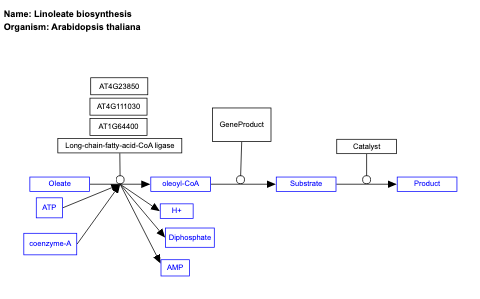 Name: Linoleate biosynthesis
Organism: Arabidopsis thaliana
AT4G23850
AT4G111030
AT1G64400
Long-chain-fatty-acid-CoA ligase
GeneProduct
Catalyst
Oleate
oleoyl-CoA
Substrate
Product
ATP
H+
coenzyme-A
Diphosphate
AMP